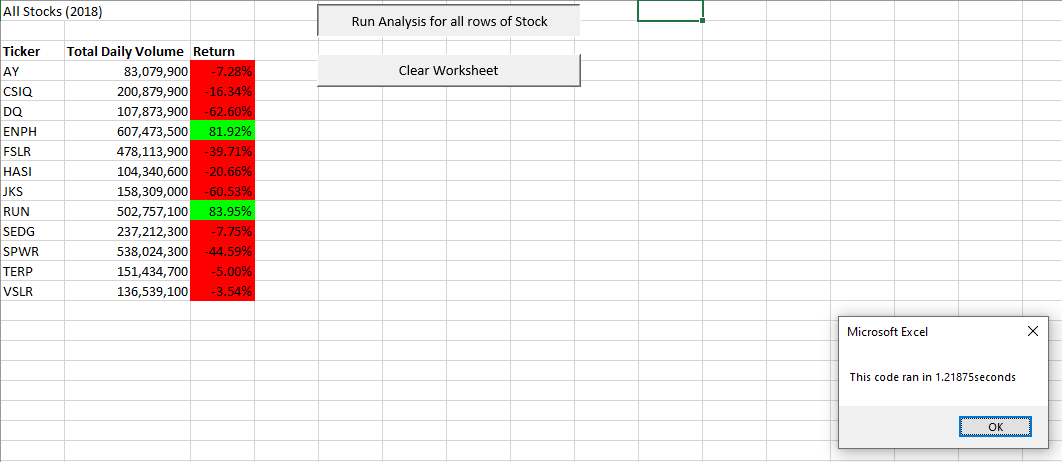 All Stocks (2018)
Run Analysis for all rows of Stock
Clear Worksheet
Ticker Total Daily Volume Return
AY 83,079,900 -7.28%
CSIQ 200,879,900 -16.34%
DQ 107,873,900 -62.60%
ENPH 607,473,500 81.92%
FSLR 478,113,900 -39.71%
HASI 104,340,600 -20.66%
JKS 158,309,000 -60.53%
RUN 502,757,100 83.95%
SEDG 237,212,300 -7.75%
SPWR 538,024,300 -44.59%
TERP 151,434,700 -5.00%
VSLR 136,539,100 -3.54%
Microsoft Excel
This code ran in 1.21875seconds
OK